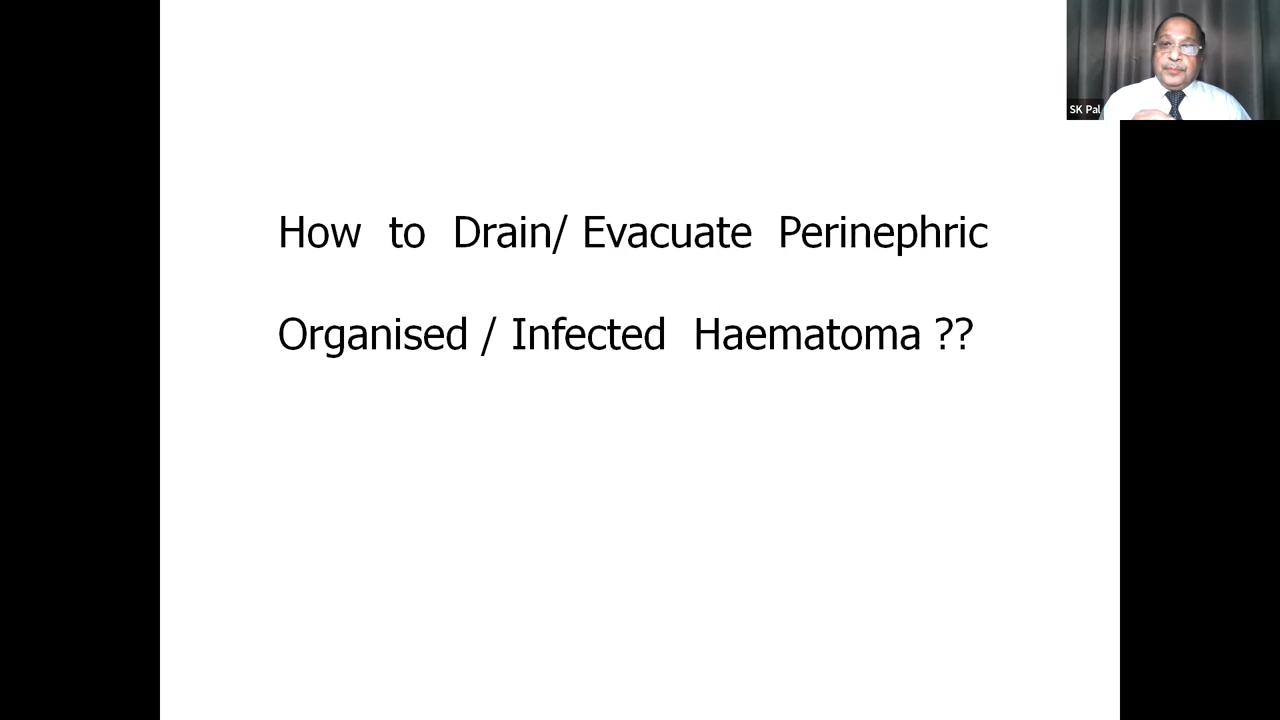 SK Pal
How to Drain/ Evacuate Perinephric
Organised / Infected Haematoma ??